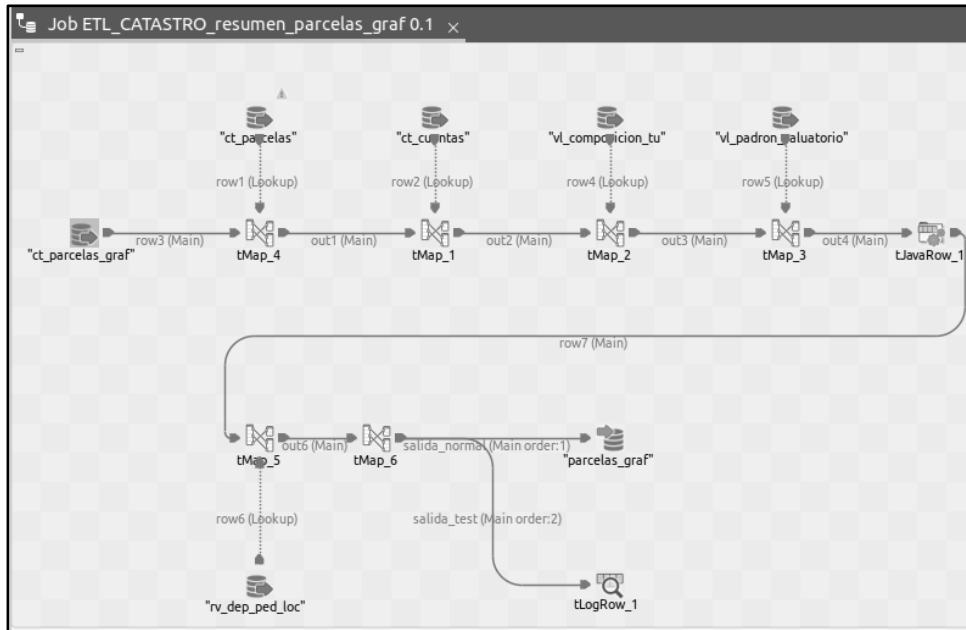 Job ETL_CATASTRO_resumen_parcelas_graf 0.1
"ct_parcelas"
"ct_cuentas"
"vl_composicion_tu"
"vl_padron_valuatorio"
row1 (Lookup)
row2 (Lookup)
row4 (Lookup)
row5 (Lookup)
"ct_parcelas_graf"
row3 (Main)
tMap_4
out1 (Main)
tMap_1
out2 (Main)
tMap_2
out3 (Main)
tMap_3
out4 (Main)
tJavaRow_1
row7 (Main)
tMap_5
out6 (Main)
tMap_6
salida_normal (Main order:1)
"parcelas_graf"
row6 (Lookup)
salida_test (Main order:2)
"rv_dep_ped_loc"
tLogRow_1